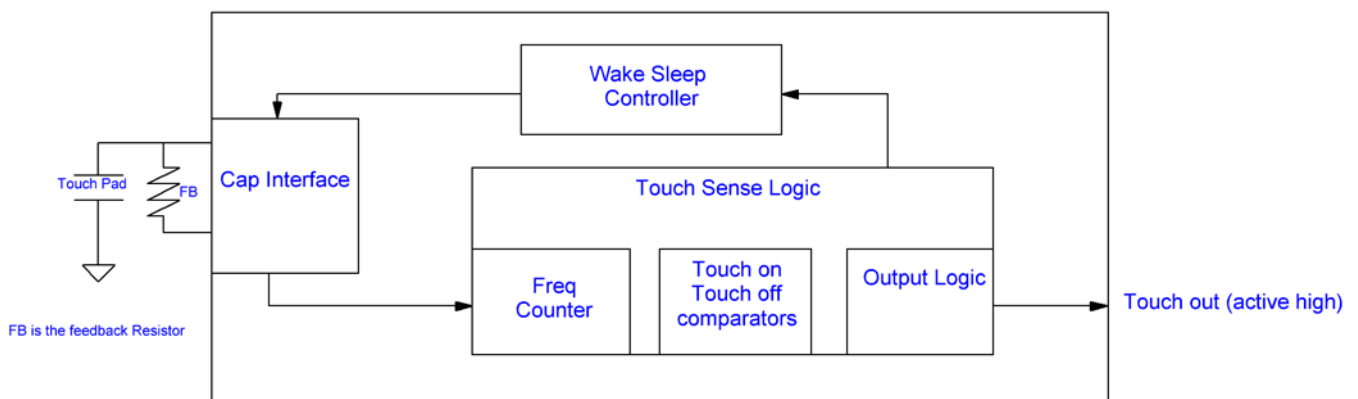 Wake Sleep
Controller
Cap Interface
Touch Pad
FB
Touch Sense Logic
Freq
Counter
Touch on
Touch off
comparators
Output Logic
Touch out (active high)
FB is the feedback Resistor